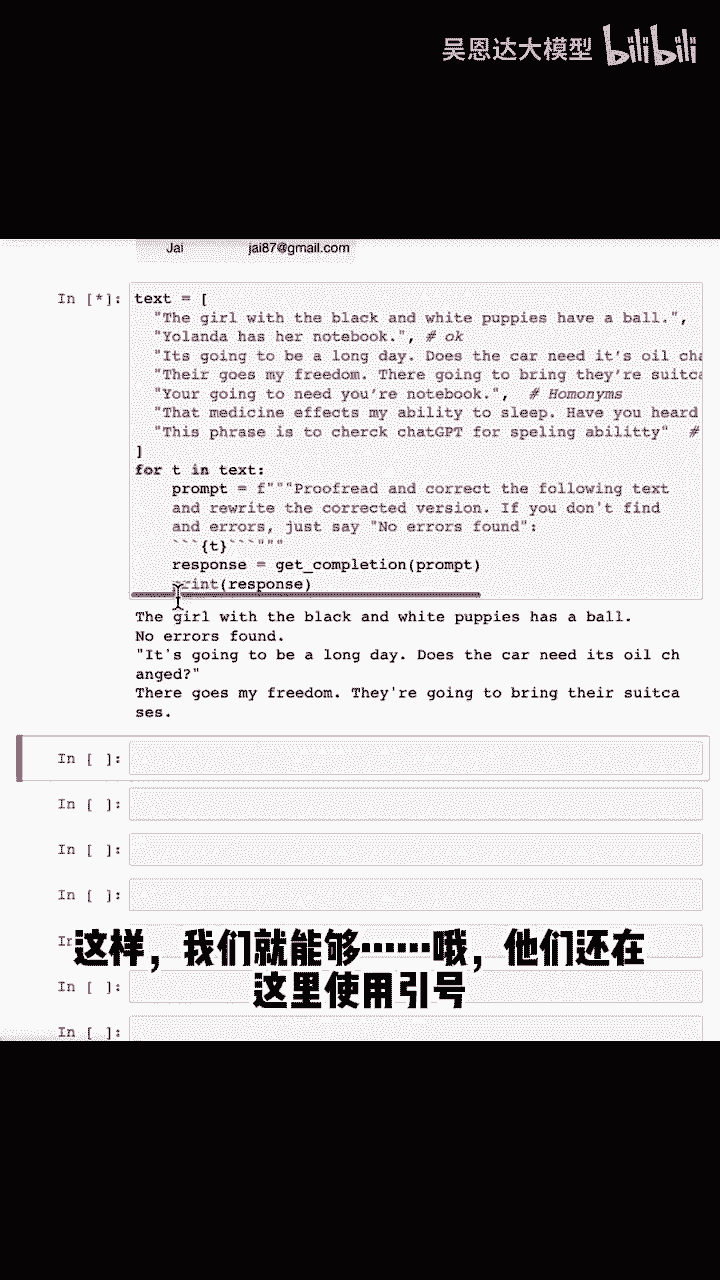 吴恩达大模型 bilibili
Jai jai87@gmail.com
In [*]: text = [
"The girl with the black and white puppies have a ball.",
"Yolanda has her notebook.", # ok
"Its going to be a long day. Does the car need it's oil cha
"Their goes my freedom. There going to bring they're suitca
"Your going to need you're notebook.", # Homonyms
"That medicine effects my ability to sleep. Have you heard
"This phrase is to cherck chatGPT for speling abilitty" #
]
for t in text:
prompt = f"""Proofread and correct the following text
and rewrite the corrected version. If you don't find
and errors, just say "No errors found":
```{t}```"""
response = get_completion(prompt)
print(response)
The girl with the black and white puppies has a ball.
No errors found.
"It's going to be a long day. Does the car need its oil ch
anged?"
There goes my freedom. They're going to bring their suitca
ses.
In [ ]:
In [ ]:
In [ ]:
In [ ]:
In
这样，我们就能够……哦，他们还在
In [ ]:
这里使用引号
In [ ]: